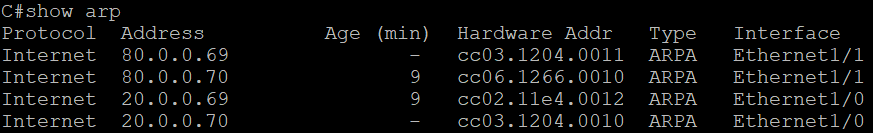 C#show arp
Protocol  Address          Age (min)  Hardware Addr   Type   Interface
Internet  80.0.0.69               -   cc03.1204.0011  ARPA   Ethernet1/1
Internet  80.0.0.70               9   cc06.1266.0010  ARPA   Ethernet1/1
Internet  20.0.0.69               9   cc02.11e4.0012  ARPA   Ethernet1/0
Internet  20.0.0.70               -   cc03.1204.0010  ARPA   Ethernet1/0